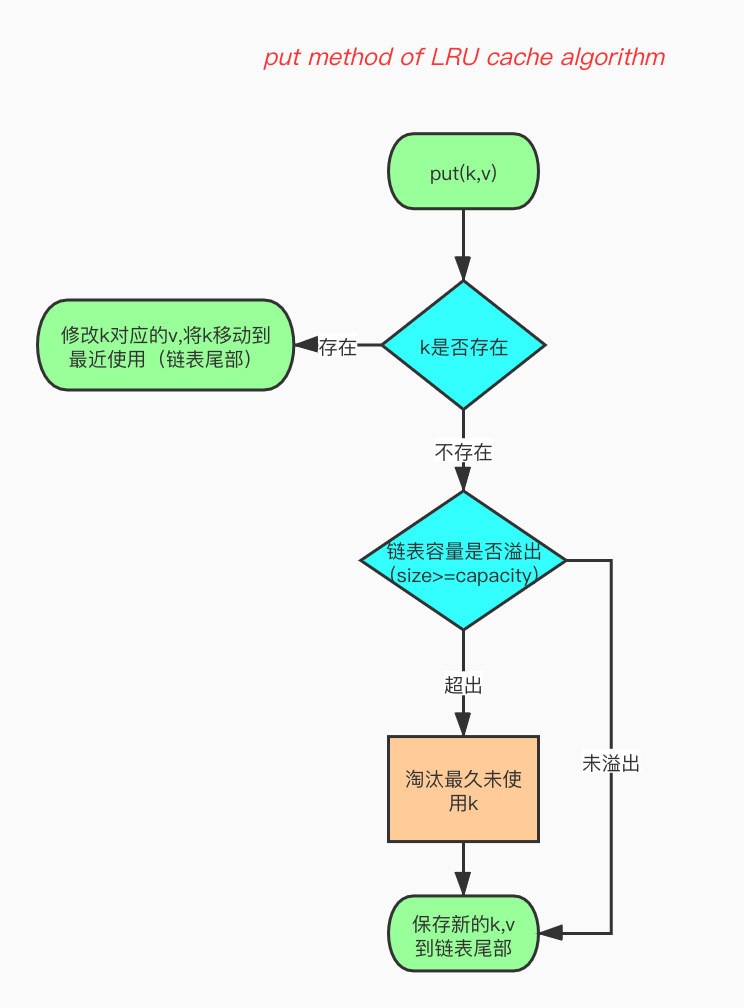 put method of LRU cache algorithm
put(k,v)
修改k对应的v,将k移动到
最近使用（链表尾部）
存在
k是否存在
不存在
链表容量是否溢出
(size>=capacity)
超出
淘汰最久未使
用k
未溢出
保存新的k,v
到链表尾部